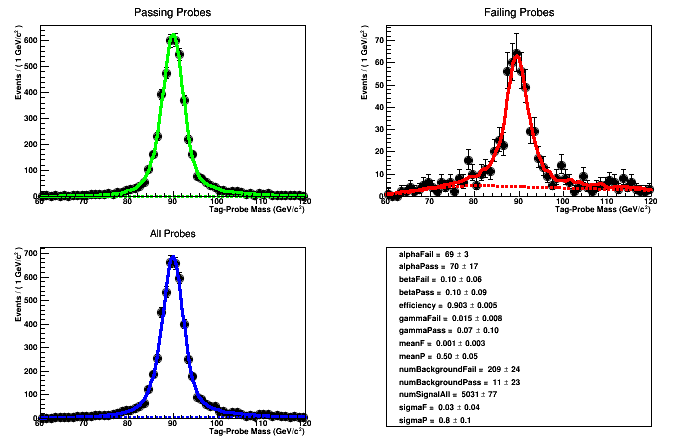 Passing Probes
Events / ( 1 GeV/c² )
600
500
400
300
200
100
0
60 70 80 90 100 110 120
Tag-Probe Mass (GeV/c²)
Failing Probes
Events / ( 1 GeV/c² )
70
60
50
40
30
20
10
0
60 70 80 90 100 110 120
Tag-Probe Mass (GeV/c²)
All Probes
Events / ( 1 GeV/c² )
700
600
500
400
300
200
100
0
60 70 80 90 100 110 120
Tag-Probe Mass (GeV/c²)
alphaFail = 69 ± 3
alphaPass = 70 ± 17
betaFail = 0.10 ± 0.06
betaPass = 0.10 ± 0.09
efficiency = 0.903 ± 0.005
gammaFail = 0.015 ± 0.008
gammaPass = 0.07 ± 0.10
meanF = 0.001 ± 0.003
meanP = 0.50 ± 0.05
numBackgroundFail = 209 ± 24
numBackgroundPass = 11 ± 23
numSignalAll = 5031 ± 77
sigmaF = 0.03 ± 0.04
sigmaP = 0.8 ± 0.1